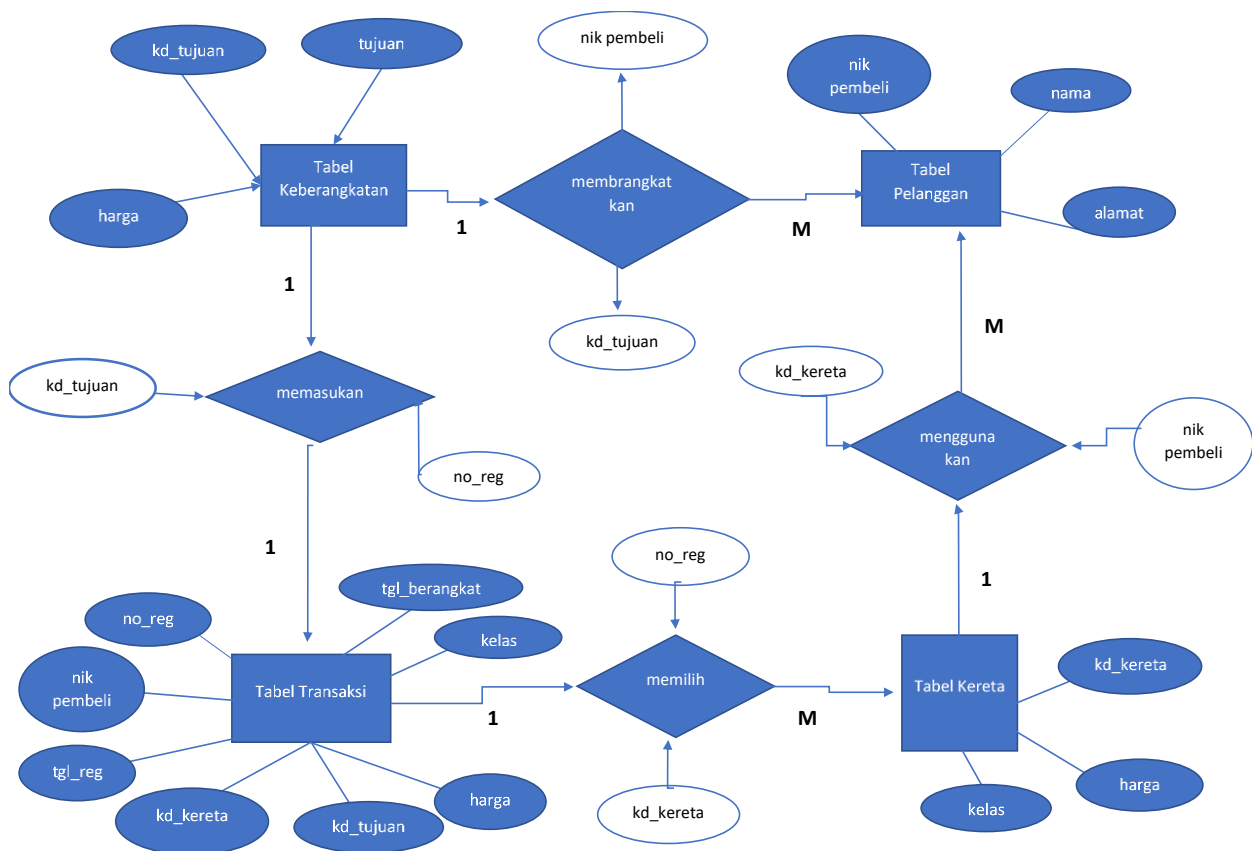 kd_tujuan
tujuan
nik pembeli
nik
pembeli
nama
Tabel
Keberangkatan
membrangkat
kan
Tabel
Pelanggan
harga
alamat
1
M
1
kd_tujuan
M
kd_tujuan
memasukan
kd_kereta
mengguna
kan
nik
pembeli
no_reg
1
no_reg
1
tgl_berangkat
no_reg
kelas
nik
pembeli
Tabel Transaksi
memilih
Tabel Kereta
kd_kereta
1
M
tgl_reg
kd_kereta
kd_tujuan
harga
kd_kereta
kelas
harga